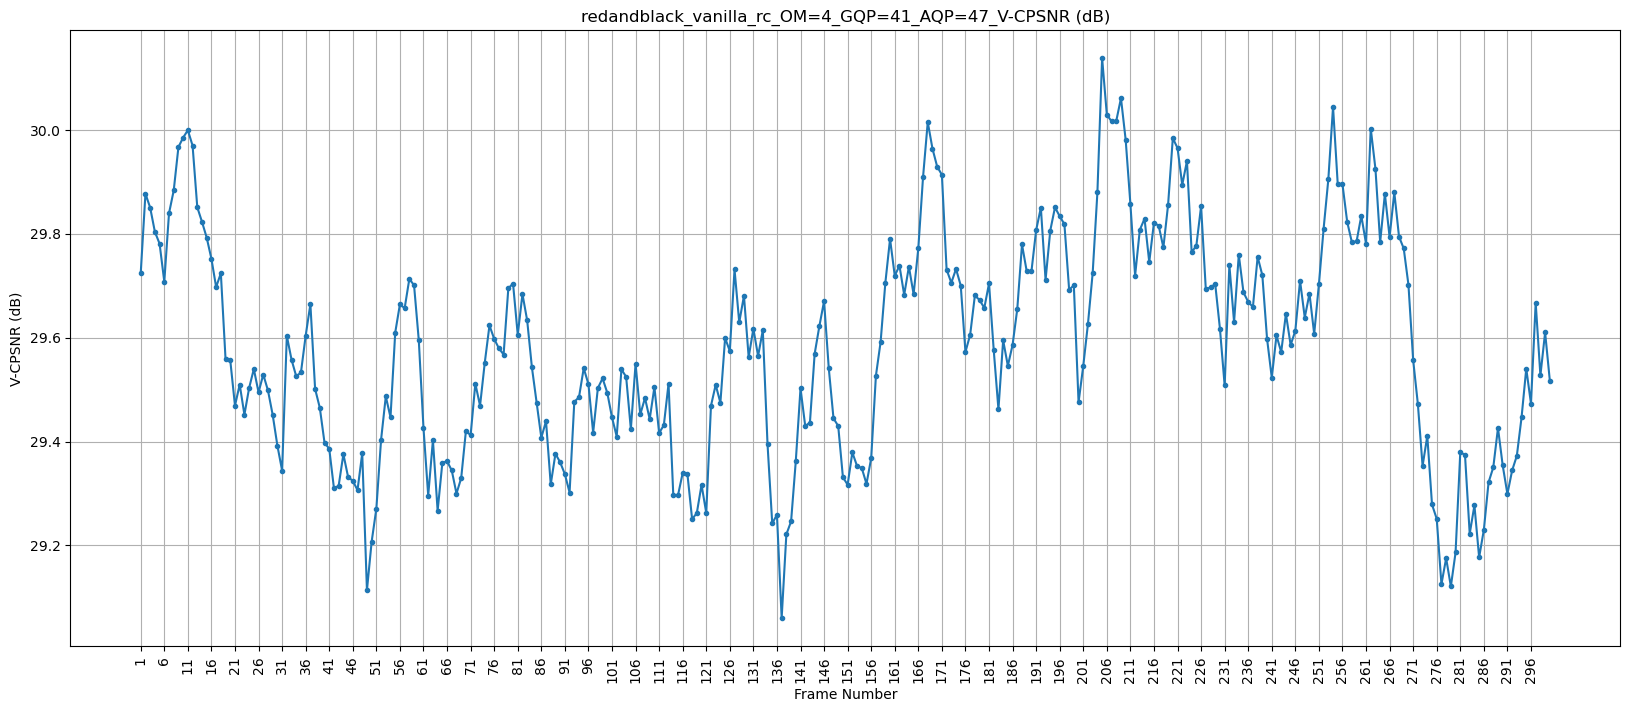 redandblack_vanilla_rc_OM=4_GQP=41_AQP=47_V-CPSNR (dB)
V-CPSNR (dB)
30.0
29.8
29.6
29.4
29.2
1 6 11 16 21 26 31 36 41 46 51 56 61 66 71 76 81 86 91 96 101 106 111 116 121 126 131 136 141 146 151 156 161 166 171 176 181 186 191 196 201 206 211 216 221 226 231 236 241 246 251 256 261 266 271 276 281 286 291 296
Frame Number